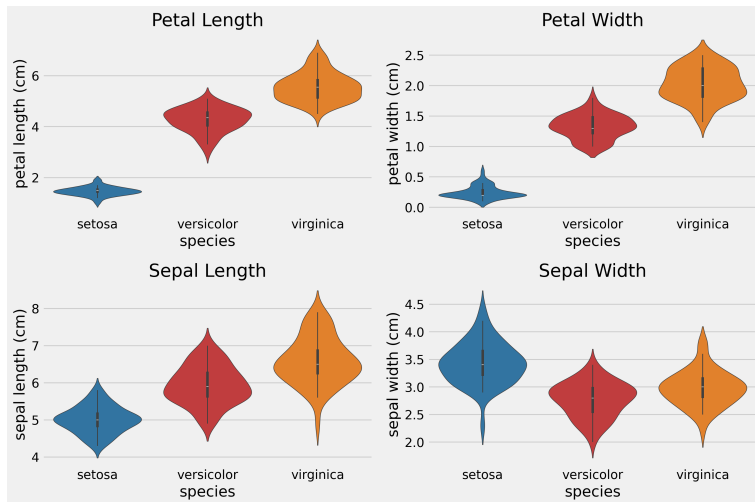 Petal Length
petal length (cm)
6
4
2
setosa
versicolor
virginica
species
Petal Width
petal width (cm)
2.5
2.0
1.5
1.0
0.5
0.0
setosa
versicolor
virginica
species
Sepal Length
sepal length (cm)
8
7
6
5
4
setosa
versicolor
virginica
species
Sepal Width
sepal width (cm)
4.5
4.0
3.5
3.0
2.5
2.0
setosa
versicolor
virginica
species